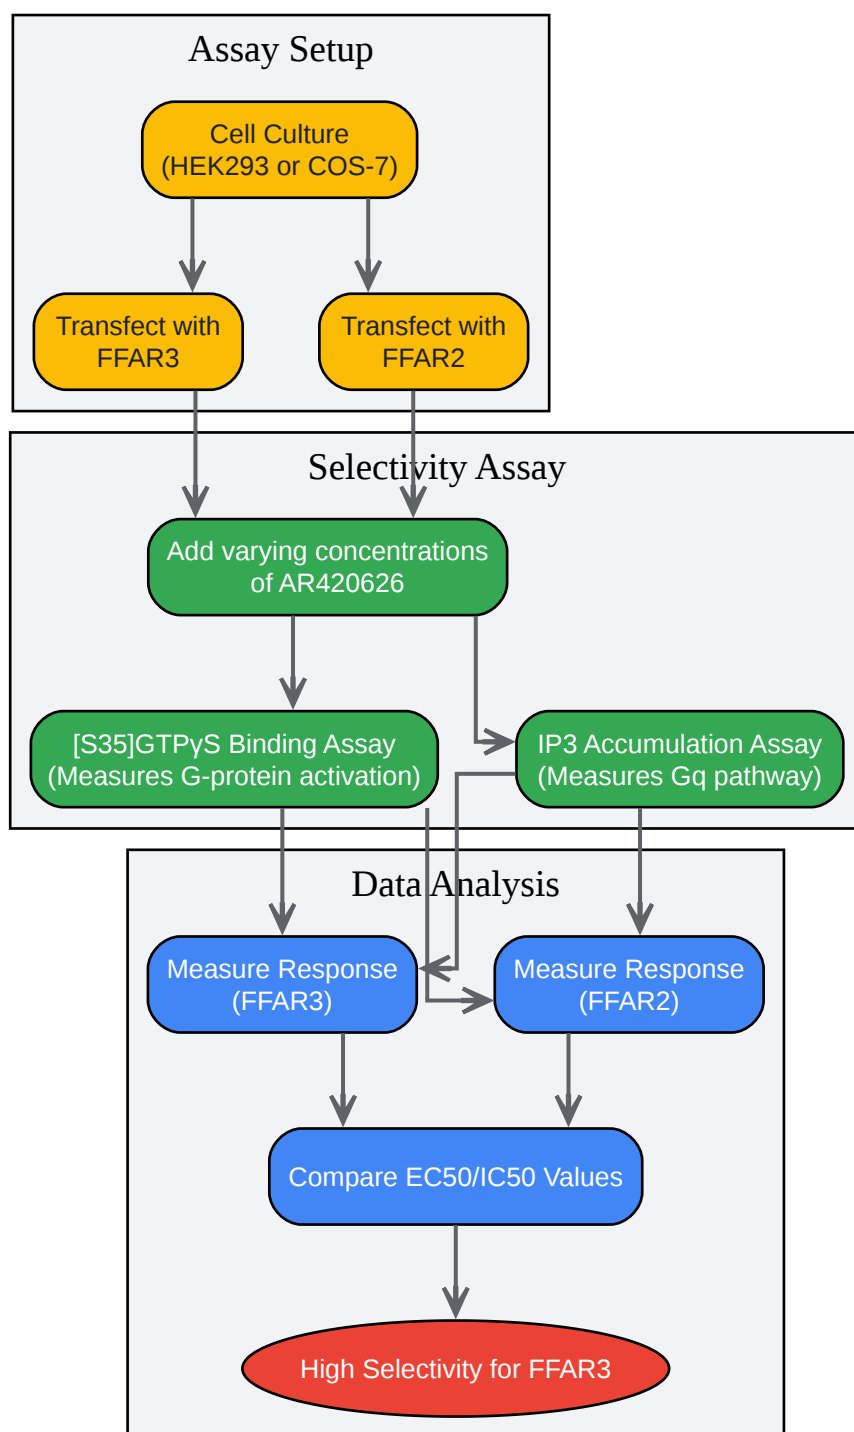 Assay Setup
Cell Culture
(HEK293 or COS-7)
Transfect with
FFAR3
Transfect with
FFAR2
Selectivity Assay
Add varying concentrations
of AR420626
[S35]GTPγS Binding Assay
(Measures G-protein activation)
IP3 Accumulation Assay
(Measures Gq pathway)
Data Analysis
Measure Response
(FFAR3)
Measure Response
(FFAR2)
Compare EC50/IC50 Values
High Selectivity for FFAR3